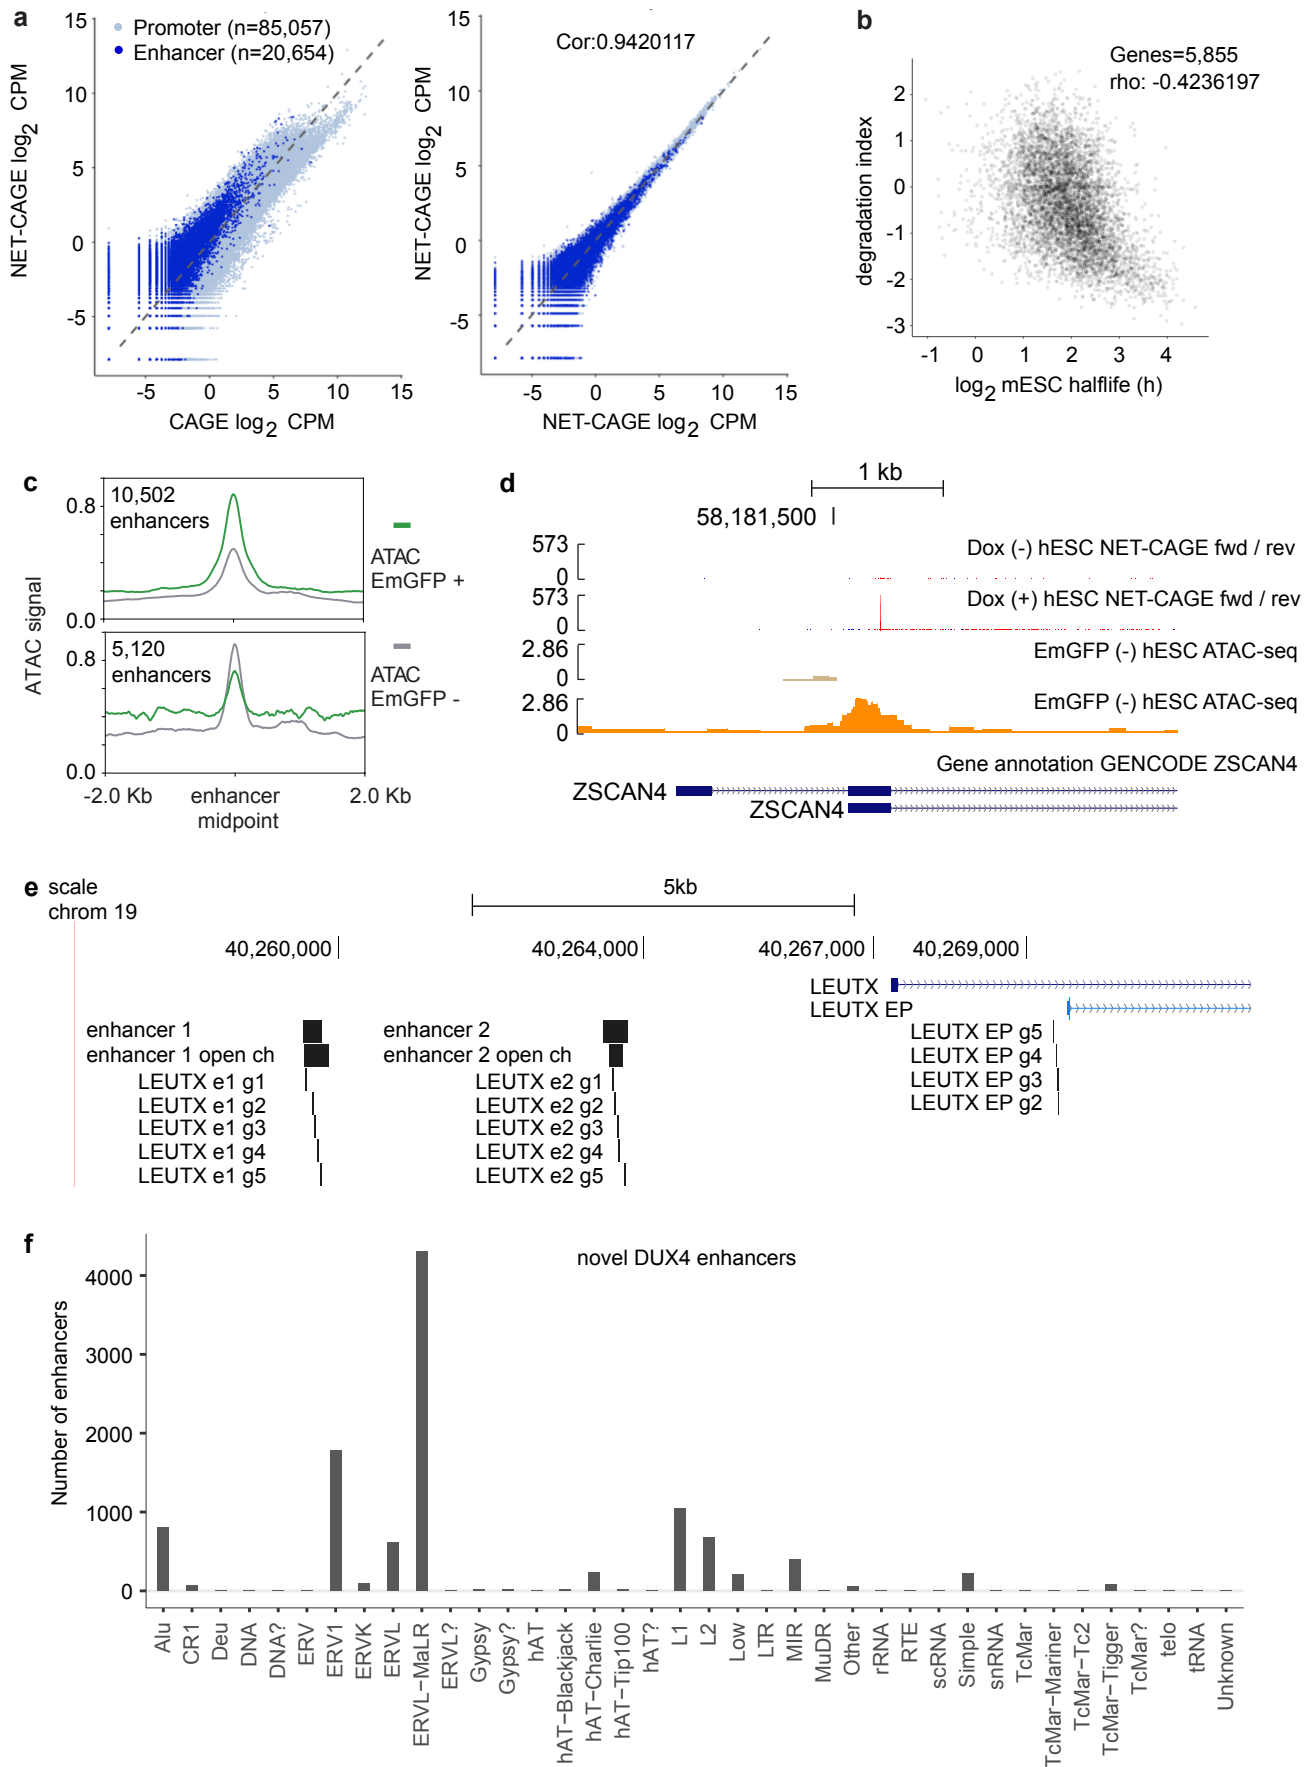 a
15
10
5
0
-5
NET-CAGE log2 CPM
Promoter (n=85,057)
Enhancer (n=20,654)
-5 0 5 10 15
CAGE log2 CPM
15
10
5
0
-5
NET-CAGE log2 CPM
Cor:0.9420117
-5 0 5 10 15
NET-CAGE log2 CPM
b
Genes=5,855
rho: -0.4236197
degradation index
2
1
0
-1
-2
-3
-1 0 1 2 3 4
log2 mESC halflife (h)
c
ATAC signal
0.8
0.0
10,502
enhancers
ATAC
EmGFP +
0.8
0.0
5,120
enhancers
ATAC
EmGFP -
-2.0 Kb enhancer midpoint 2.0 Kb
d
1 kb
58,181,500
573
0
Dox (-) hESC NET-CAGE fwd / rev
573
0
Dox (+) hESC NET-CAGE fwd / rev
2.86
0
EmGFP (-) hESC ATAC-seq
2.86
0
EmGFP (-) hESC ATAC-seq
Gene annotation GENCODE ZSCAN4
ZSCAN4
ZSCAN4
e
scale
chrom 19
5kb
40,260,000 40,264,000 40,267,000 40,269,000
LEUTX
LEUTX EP
enhancer 1
enhancer 1 open ch
LEUTX e1 g1
LEUTX e1 g2
LEUTX e1 g3
LEUTX e1 g4
LEUTX e1 g5
enhancer 2
enhancer 2 open ch
LEUTX e2 g1
LEUTX e2 g2
LEUTX e2 g3
LEUTX e2 g4
LEUTX e2 g5
LEUTX EP g5
LEUTX EP g4
LEUTX EP g3
LEUTX EP g2
f
novel DUX4 enhancers
Number of enhancers
4000
3000
2000
1000
0
Alu
CR1
Deu
DNA
DNA?
ERV
ERV1
ERVK
ERVL
ERVL−MaLR
ERVL?
Gypsy
Gypsy?
hAT
hAT−Blackjack
hAT−Charlie
hAT−Tip100
hAT?
L1
L2
Low
LTR
MIR
MuDR
Other
rRNA
RTE
scRNA
Simple
snRNA
TcMar
TcMar−Mariner
TcMar−Tc2
TcMar−Tigger
TcMar?
telo
tRNA
Unknown